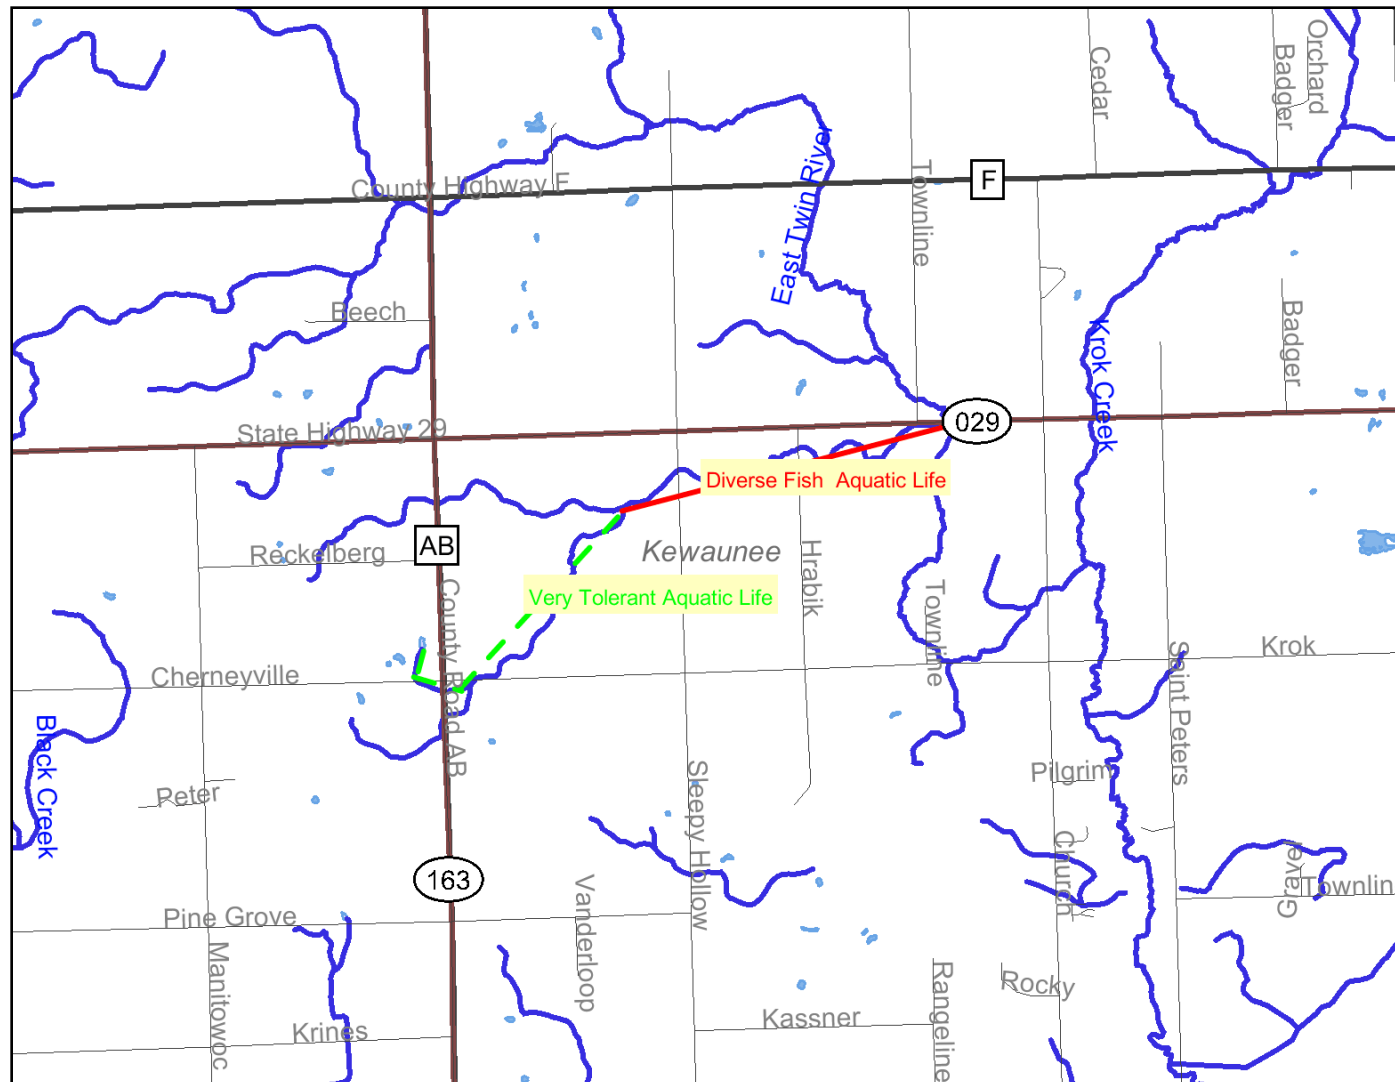 Orchard
Badger
Cedar
East Twin River
Townline
County Highway F
F
Beech
Badger
Krok Creek
State Highway 29
029
Diverse Fish  Aquatic Life
AB
Reckelberg
Kewaunee
Hrabik
Very Tolerant Aquatic Life
Townline
County Road AB
Cherneyville
Krok
Saint Peters
Black Creek
Peter
Sleepy Hollow
Pilgrim
Church
163
Vanderloop
Gravel
Townlin
Pine Grove
Manitowoc
Rangeline
Rocky
Krines
Kassner